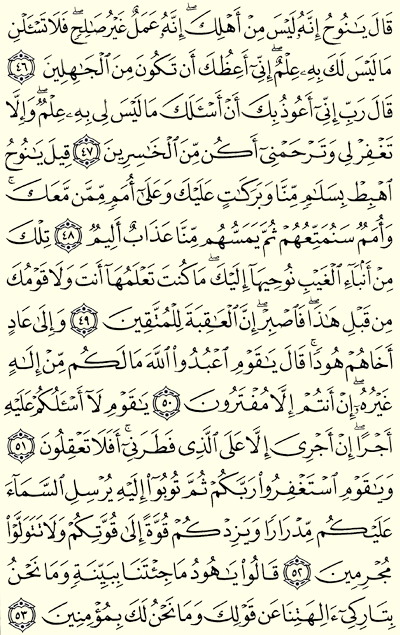 قَالَ يَـٰنُوحُ إِنَّهُۥ لَيْسَ مِنْ أَهْلِكَ ۖ إِنَّهُۥ عَمَلٌ غَيْرُ صَـٰلِحٍ ۖ فَلَا تَسْـَٔلْنِ
مَا لَيْسَ لَكَ بِهِۦ عِلْمٌ ۖ إِنِّىٓ أَعِظُكَ أَن تَكُونَ مِنَ ٱلْجَـٰهِلِينَ ٤٦
قَالَ رَبِّ إِنِّىٓ أَعُوذُ بِكَ أَنْ أَسْـَٔلَكَ مَا لَيْسَ لِى بِهِۦ عِلْمٌ ۖ وَإِلَّا
تَغْفِرْ لِى وَتَرْحَمْنِىٓ أَكُن مِّنَ ٱلْخَـٰسِرِينَ ٤٧ قِيلَ يَـٰنُوحُ
ٱهْبِطْ بِسَلَـٰمٍ مِّنَّا وَبَرَكَـٰتٍ عَلَيْكَ وَعَلَىٰٓ أُمَمٍ مِّمَّن مَّعَكَ ۚ
وَأُمَمٌ سَنُمَتِّعُهُمْ ثُمَّ يَمَسُّهُم مِّنَّا عَذَابٌ أَلِيمٌ ٤٨ تِلْكَ
مِنْ أَنۢبَآءِ ٱلْغَيْبِ نُوحِيهَآ إِلَيْكَ ۖ مَا كُنتَ تَعْلَمُهَآ أَنتَ وَلَا قَوْمُكَ
مِن قَبْلِ هَـٰذَا ۖ فَٱصْبِرْ ۖ إِنَّ ٱلْعَـٰقِبَةَ لِلْمُتَّقِينَ ٤٩ وَإِلَىٰ عَادٍ
أَخَاهُمْ هُودًا ۚ قَالَ يَـٰقَوْمِ ٱعْبُدُوا۟ ٱللَّهَ مَا لَكُم مِّنْ إِلَـٰهٍ
غَيْرُهُۥٓ ۖ إِنْ أَنتُمْ إِلَّا مُفْتَرُونَ ٥٠ يَـٰقَوْمِ لَآ أَسْـَٔلُكُمْ عَلَيْهِ
أَجْرًا ۖ إِنْ أَجْرِىَ إِلَّا عَلَى ٱلَّذِى فَطَرَنِىٓ ۚ أَفَلَا تَعْقِلُونَ ٥١
وَيَـٰقَوْمِ ٱسْتَغْفِرُوا۟ رَبَّكُمْ ثُمَّ تُوبُوٓا۟ إِلَيْهِ يُرْسِلِ ٱلسَّمَآءَ
عَلَيْكُم مِّدْرَارًا وَيَزِدْكُمْ قُوَّةً إِلَىٰ قُوَّتِكُمْ وَلَا تَتَوَلَّوْا۟
مُجْرِمِينَ ٥٢ قَالُوا۟ يَـٰهُودُ مَا جِئْتَنَا بِبَيِّنَةٍ وَمَا نَحْنُ
بِتَارِكِىٓ ءَالِهَتِنَا عَن قَوْلِكَ وَمَا نَحْنُ لَكَ بِمُؤْمِنِينَ ٥٣